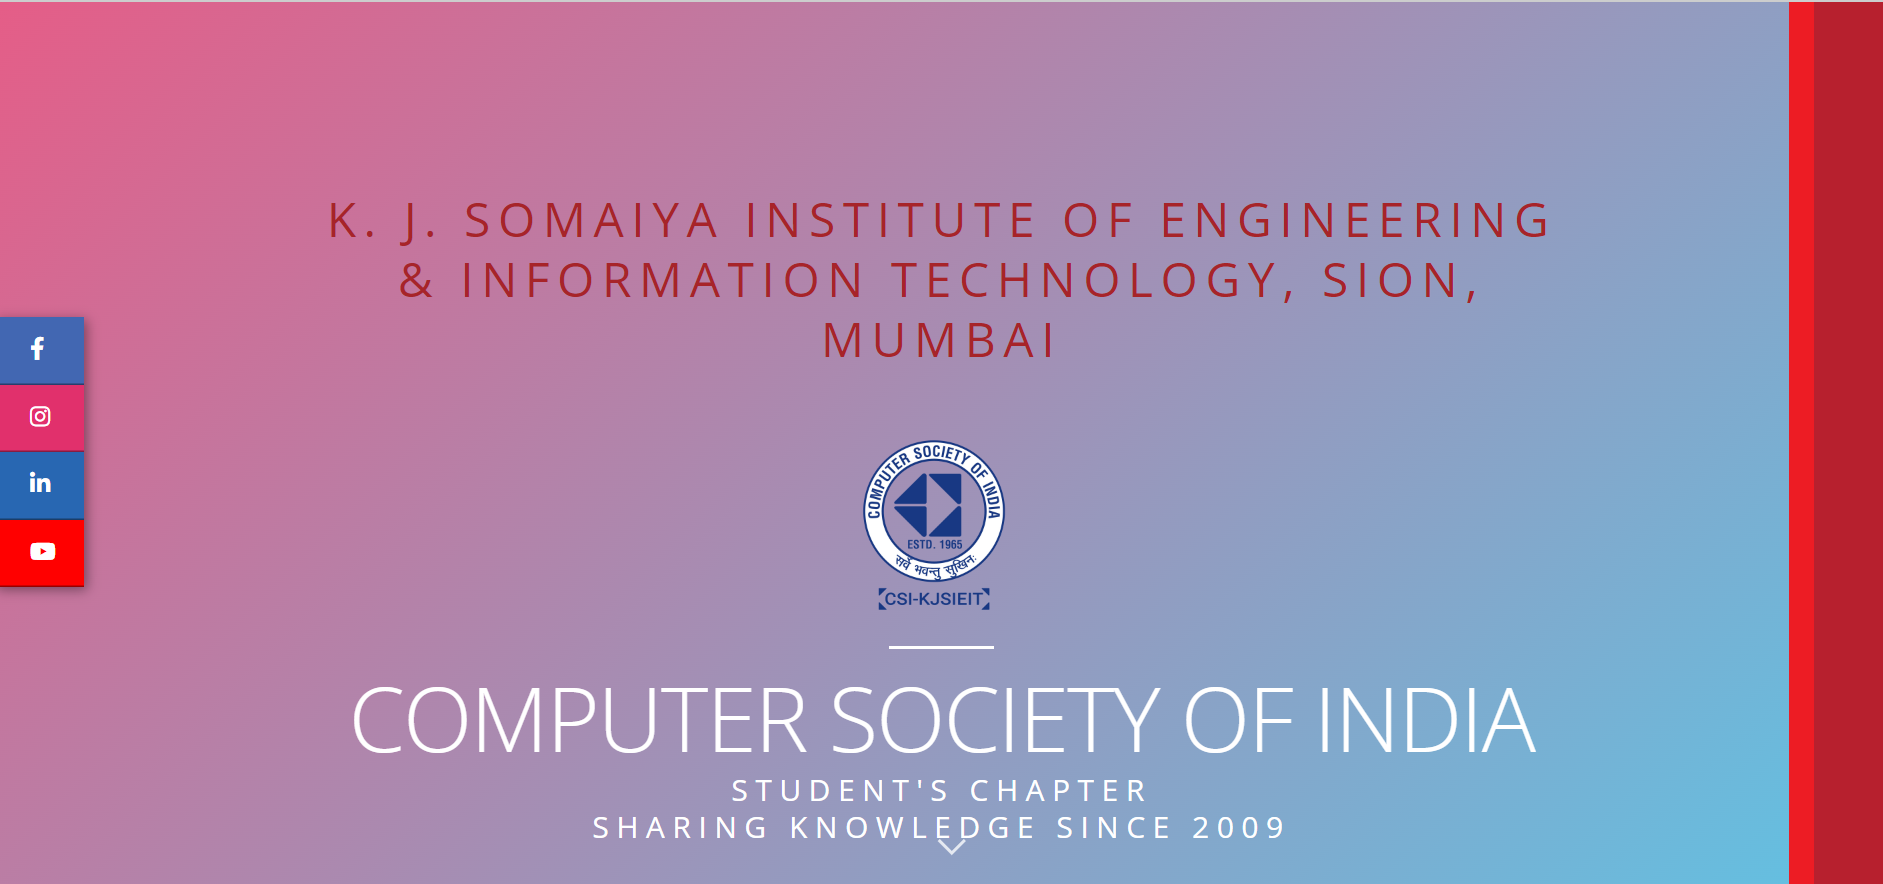 K. J. SOMAIYA INSTITUTE OF ENGINEERING
& INFORMATION TECHNOLOGY, SION,
MUMBAI
COMPUTER SOCIETY OF INDIA
ESTD. 1965
सर्वे भवन्तु सुखिनः
CSI-KJSIEIT
COMPUTER SOCIETY OF INDIA
STUDENT'S CHAPTER
SHARING KNOWLEDGE SINCE 2009